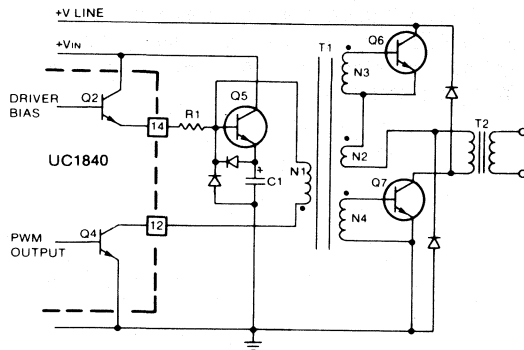 +V LINE
+VIN
DRIVER
BIAS
Q2
14
R1
Q5
UC1840
+
C1
N1
T1
N3
Q6
N2
T2
Q7
N4
12
PWM
OUTPUT
Q4